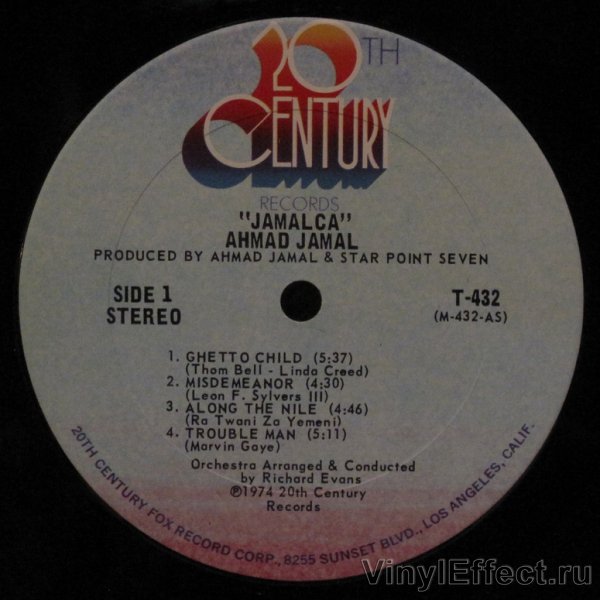 20TH
CENTURY
RECORDS
"JAMALCA"
AHMAD JAMAL
PRODUCED BY AHMAD JAMAL & STAR POINT SEVEN
SIDE 1
STEREO
T-432
(M-432-AS)
1. GHETTO CHILD (5:37)
(Thom Bell - Linda Creed)
2. MISDEMEANOR (4:30)
(Leon F. Sylvers III)
3. ALONG THE NILE (4:46)
(Ra Twani Za Yemeni)
4. TROUBLE MAN (5:11)
(Marvin Gaye)
Orchestra Arranged & Conducted
by Richard Evans
℗1974 20th Century
Records
20TH CENTURY FOX RECORD CORP., 8255 SUNSET BLVD., LOS ANGELES, CALIF.
VinylEffect.ru